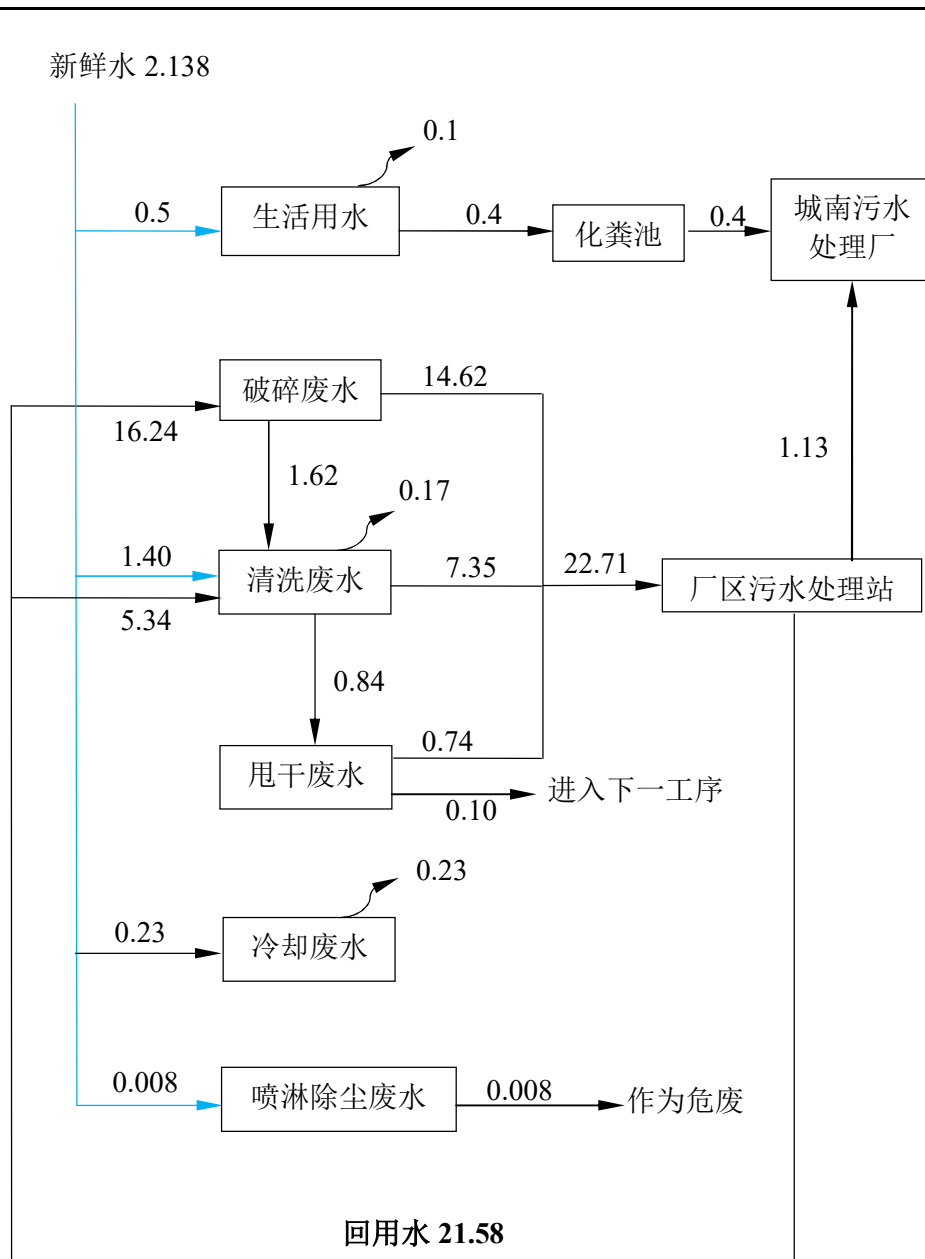 新鲜水 2.138
0.1
0.5
生活用水
0.4
化粪池
0.4
城南污水
处理厂
破碎废水
14.62
16.24
1.62
0.17
1.13
1.40
清洗废水
7.35
22.71
厂区污水处理站
5.34
0.84
甩干废水
0.74
0.10
进入下一工序
0.23
0.23
冷却废水
0.008
喷淋除尘废水
0.008
作为危废
回用水 21.58